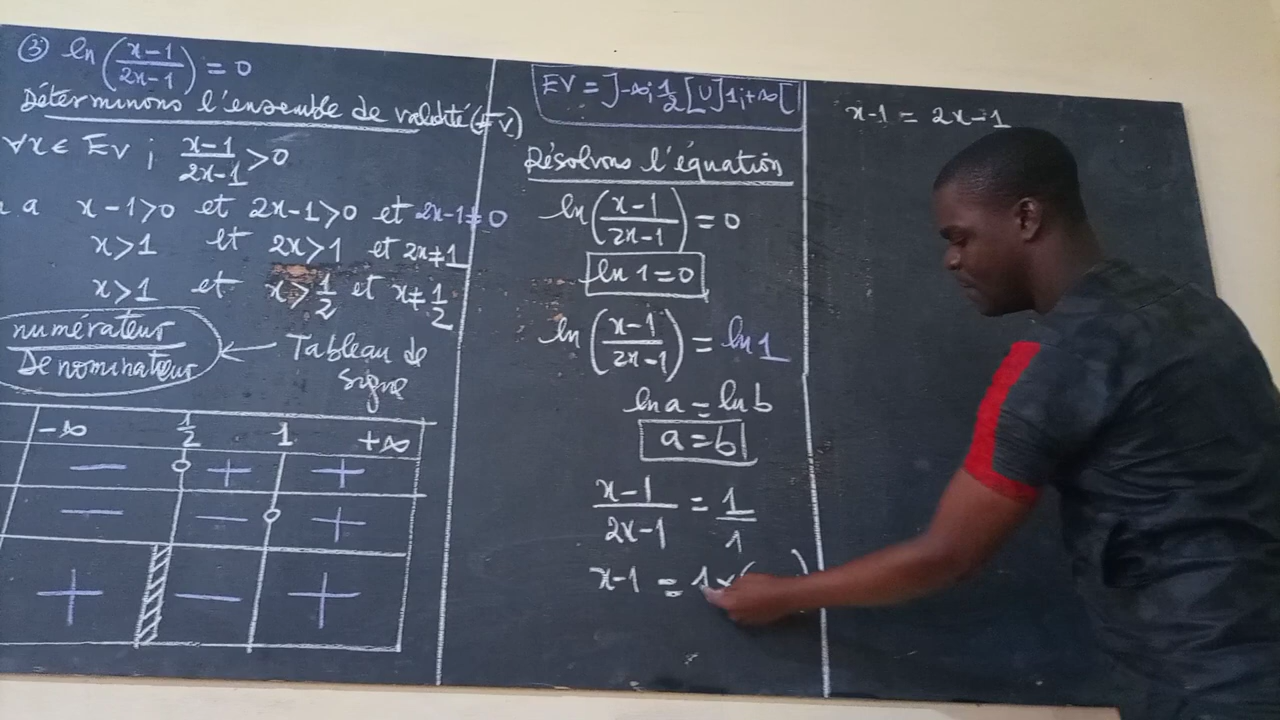 ③ ln(x-1/2x-1) = 0
Déterminons l'ensemble de validité (EV)
∀x ∈ EV ; x-1/2x-1 > 0
a x-1>0 et 2x-1>0 et 2x-1≠0
x>1 et 2x>1 et 2x≠1
x>1 et x>1/2 et x≠1/2
numérateur
Dénominateur
← Tableau de
signe
-∞ 1/2 1 +∞
— + +
— — +
+ — +
EV = ]-∞; 1/2[ U ]1; +∞[
Résolvons l'équation
ln(x-1/2x-1) = 0
ln 1 = 0
ln(x-1/2x-1) = ln 1
ln a = ln b
a = b
x-1/2x-1 = 1/1
x-1 = 1×( )
x-1 = 2x-1